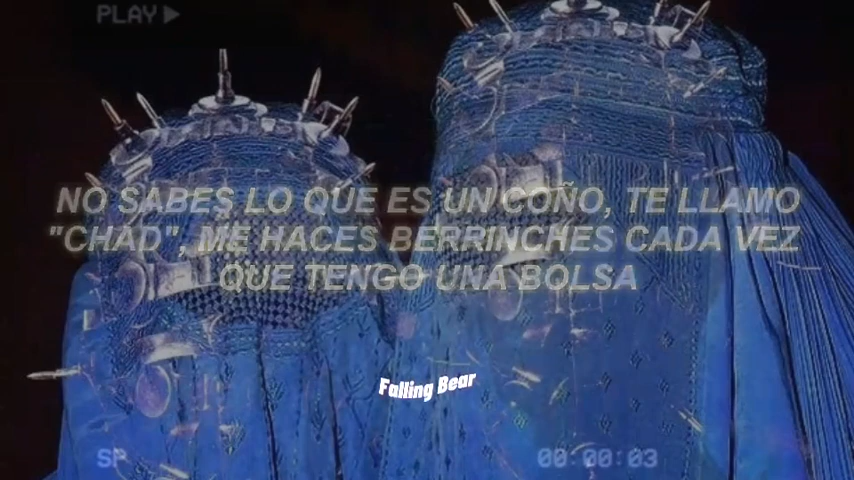 PLAY
NO SABES LO QUE ES UN COÑO, TE LLAMO
"CHAD", ME HACES BERRINCHES CADA VEZ
QUE TENGO UNA BOLSA
Falling Bear
SP 00:00:03